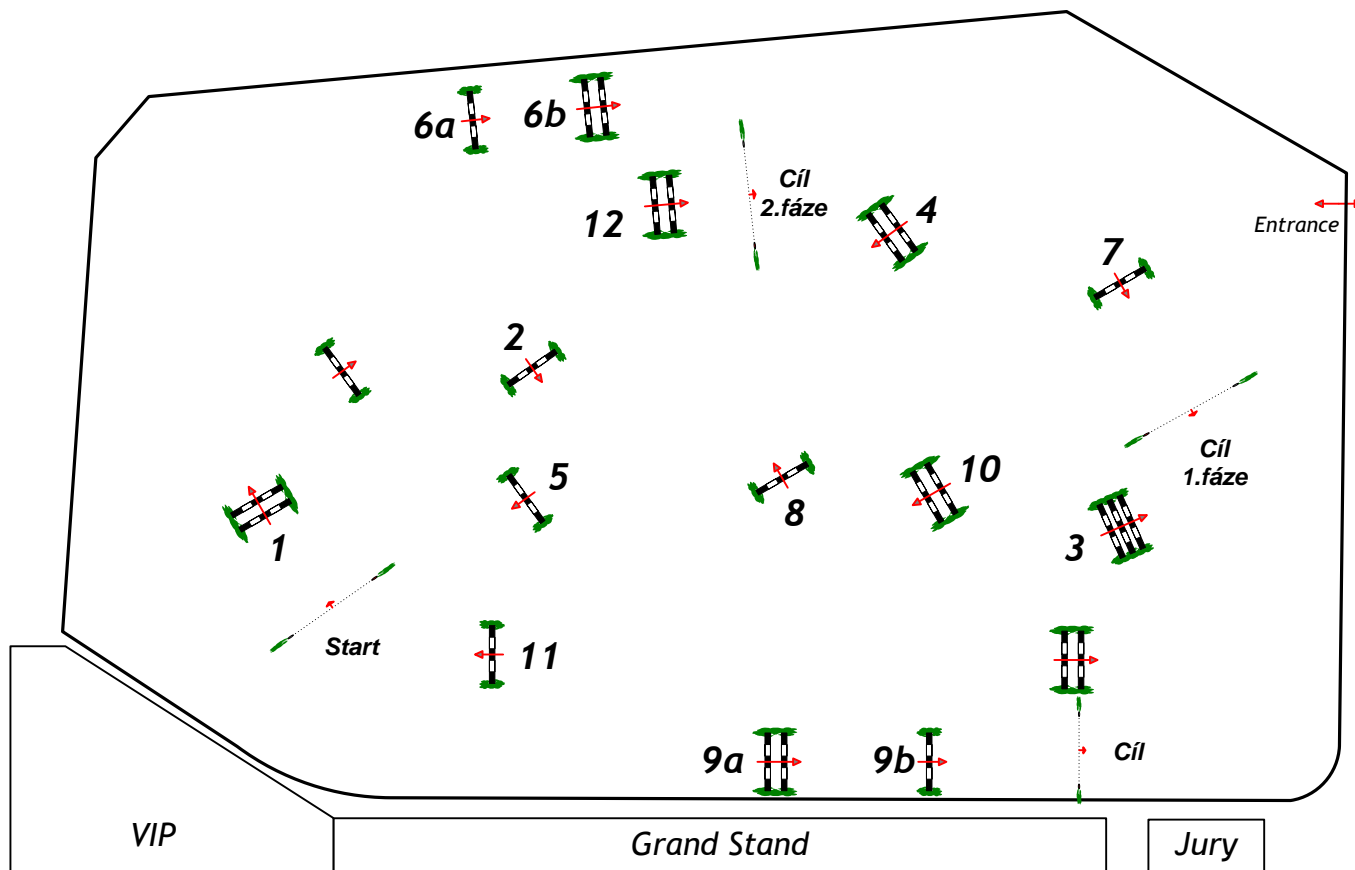 6a
6b
12
Cíl
2.fáze
4
Entrance
7
2
Cíl
1.fáze
5
8
10
1
3
Start
11
9a
9b
Cíl
VIP
Grand Stand
Jury